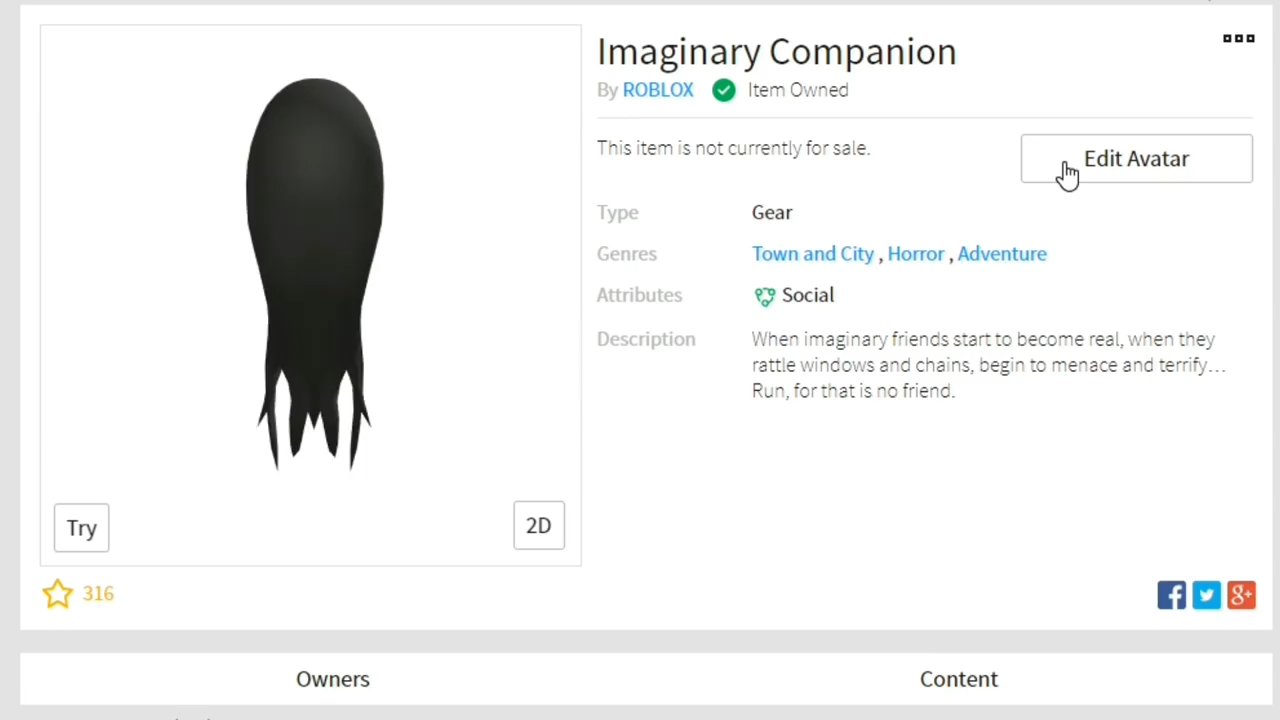 Imaginary Companion
By ROBLOX Item Owned
This item is not currently for sale.
Edit Avatar
Type Gear
Genres Town and City , Horror , Adventure
Attributes Social
Description When imaginary friends start to become real, when they
rattle windows and chains, begin to menace and terrify…
Run, for that is no friend.
Try
2D
316
f
g+
Owners Content